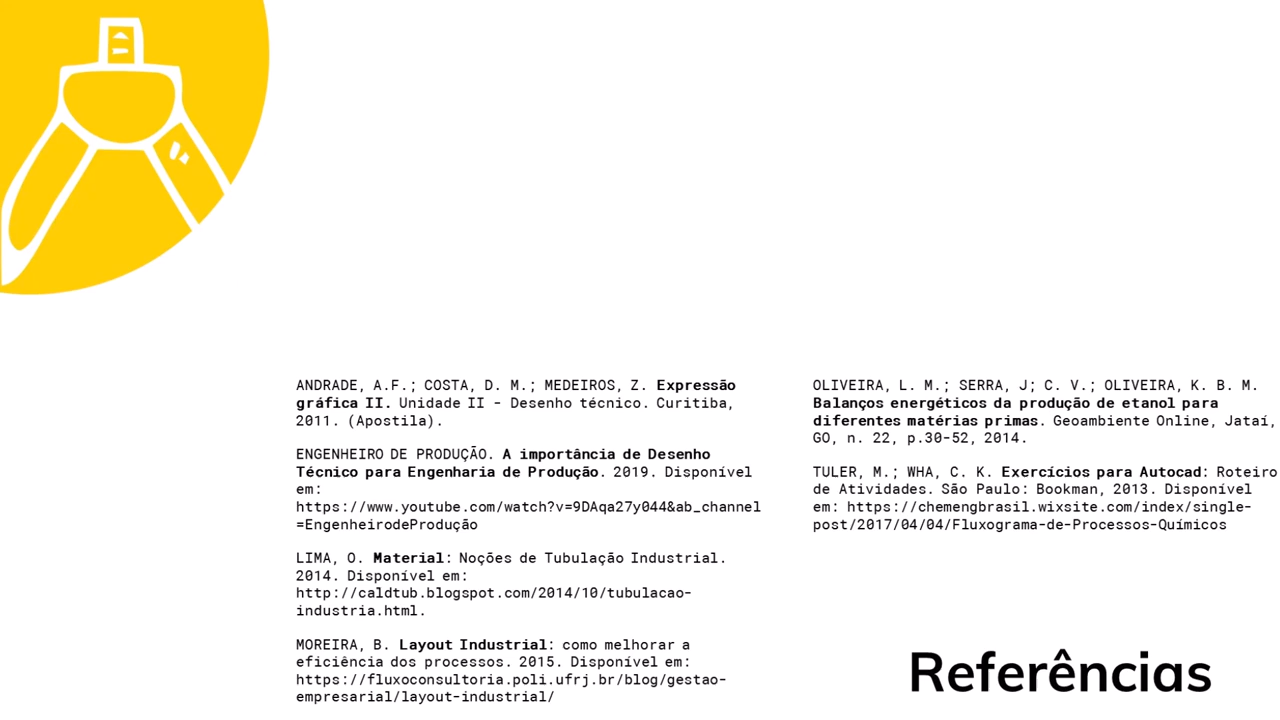 ANDRADE, A.F.; COSTA, D. M.; MEDEIROS, Z. Expressão
gráfica II. Unidade II - Desenho técnico. Curitiba,
2011. (Apostila).
ENGENHEIRO DE PRODUÇÃO. A importância de Desenho
Técnico para Engenharia de Produção. 2019. Disponível
em:
https://www.youtube.com/watch?v=9DAqa27y044&ab_channel
=EngenheirodeProdução
LIMA, O. Material: Noções de Tubulação Industrial.
2014. Disponível em:
http://caldtub.blogspot.com/2014/10/tubulacao-
industria.html.
MOREIRA, B. Layout Industrial: como melhorar a
eficiência dos processos. 2015. Disponível em:
https://fluxoconsultoria.poli.ufrj.br/blog/gestao-
empresarial/layout-industrial/
OLIVEIRA, L. M.; SERRA, J; C. V.; OLIVEIRA, K. B. M.
Balanços energéticos da produção de etanol para
diferentes matérias primas. Geoambiente Online, Jataí,
GO, n. 22, p.30-52, 2014.
TULER, M.; WHA, C. K. Exercícios para Autocad: Roteiro
de Atividades. São Paulo: Bookman, 2013. Disponível
em: https://chemengbrasil.wixsite.com/index/single-
post/2017/04/04/Fluxograma-de-Processos-Químicos
Referências